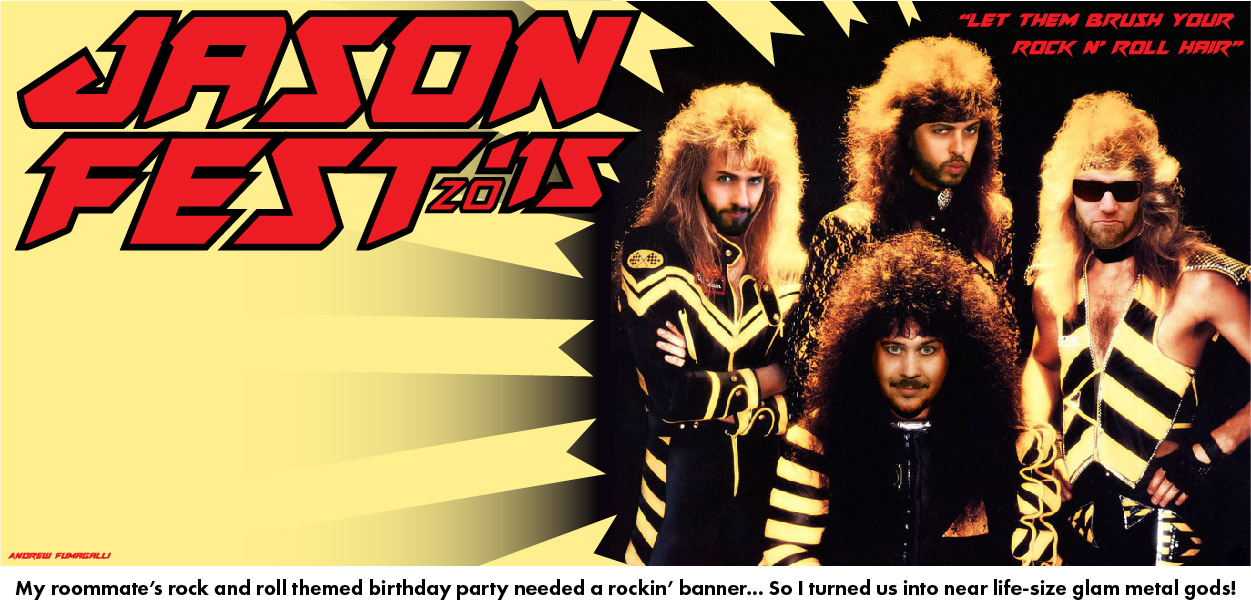 JASON
FEST 20'15
"LET THEM BRUSH YOUR
ROCK N' ROLL HAIR"
ANDREW FUMAGALLI
My roommate's rock and roll themed birthday party needed a rockin' banner... So I turned us into near life-size glam metal gods!